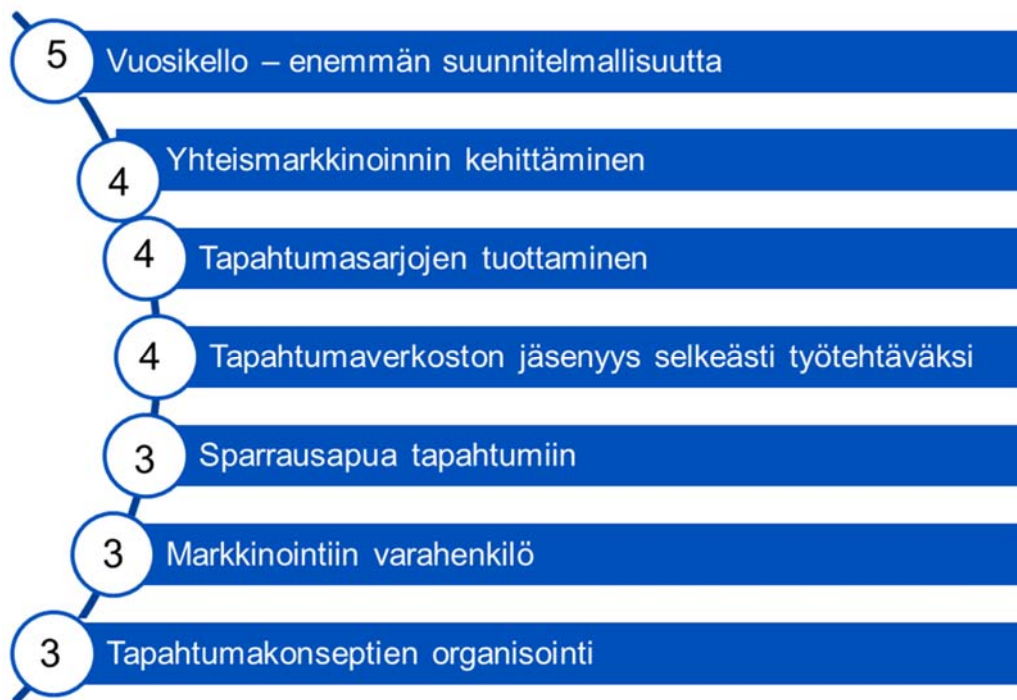 5 Vuosikello – enemmän suunnitelmallisuutta
4 Yhteismarkkinoinnin kehittäminen
4 Tapahtumasarjojen tuottaminen
4 Tapahtumaverkoston jäsenyys selkeästi työtehtäväksi
3 Sparrausapua tapahtumiin
3 Markkinointiin varahenkilö
3 Tapahtumakonseptien organisointi